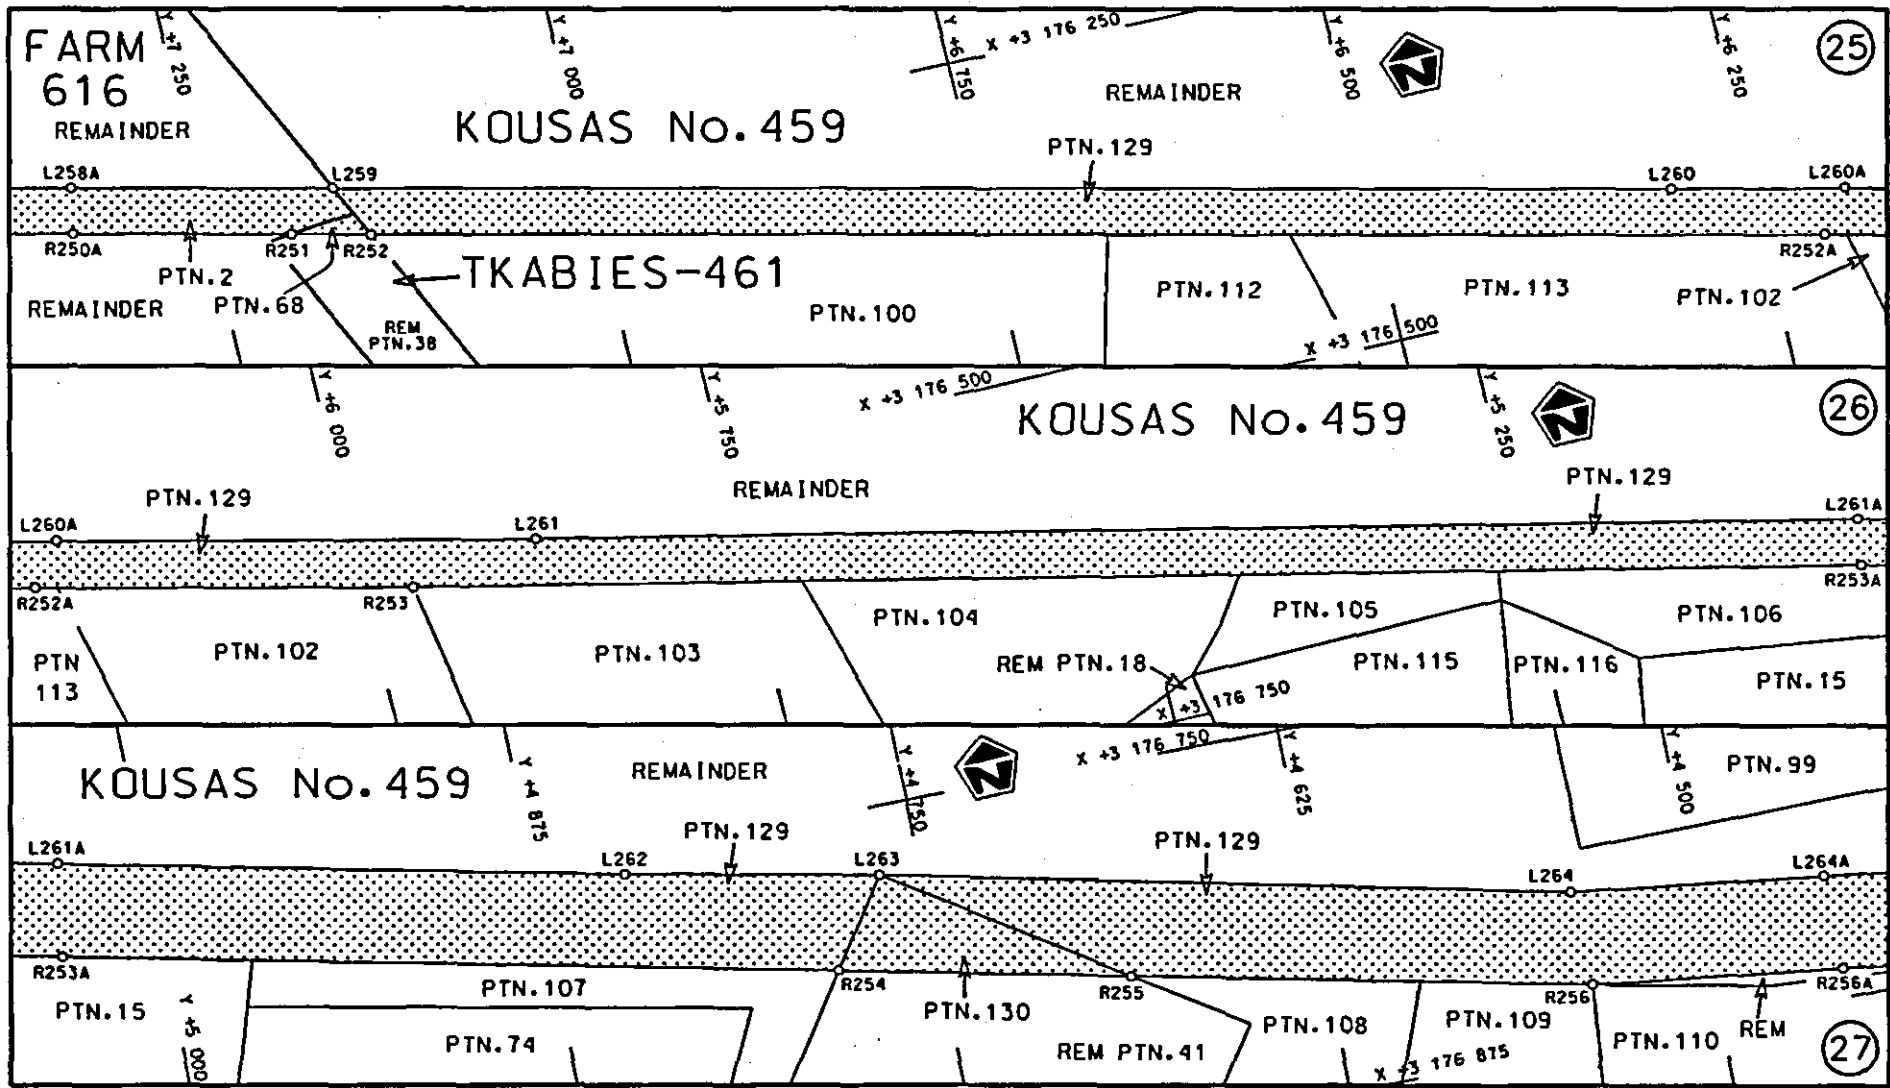 FARM
616
REMAINDER
Y +7 250
Y +7 000
Y +6 750
X +3 176 250
Y +6 500
N
Y +6 250
25
KOUSAS No.459
REMAINDER
PTN.129
L258A
L259
L260
L260A
R250A
R251
R252
R252A
PTN.2
TKABIES-461
REMAINDER
PTN.68
REM
PTN.38
PTN.100
PTN.112
X +3 176 500
PTN.113
PTN.102
Y +6 000
Y +5 750
X +3 176 500
KOUSAS No.459
Y +5 250
N
26
REMAINDER
PTN.129
PTN.129
L260A
L261
L261A
R252A
R253
R253A
PTN
113
PTN.102
PTN.103
PTN.104
REM PTN.18
X +3 176 750
PTN.105
PTN.115
PTN.116
PTN.106
PTN.15
KOUSAS No.459
Y +4 875
REMAINDER
Y +4 750
N
X +3 176 750
Y +4 625
Y +4 500
PTN.99
PTN.129
PTN.129
L261A
L262
L263
L264
L264A
R253A
R254
R255
R256
R256A
PTN.15
Y +5 000
PTN.107
PTN.74
PTN.130
REM PTN.41
PTN.108
X +3 176 875
PTN.109
PTN.110
REM
27